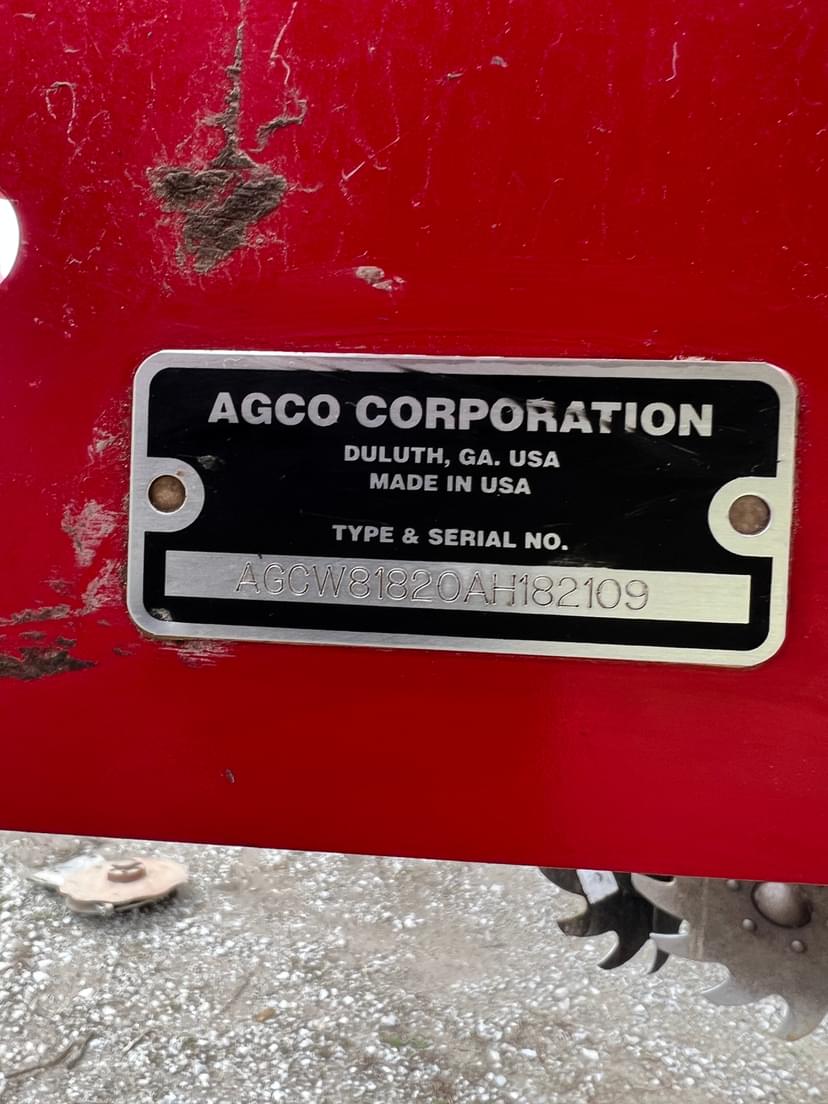 AGCO CORPORATION
DULUTH, GA. USA
MADE IN USA
TYPE & SERIAL NO.
AGCW81820AH182109